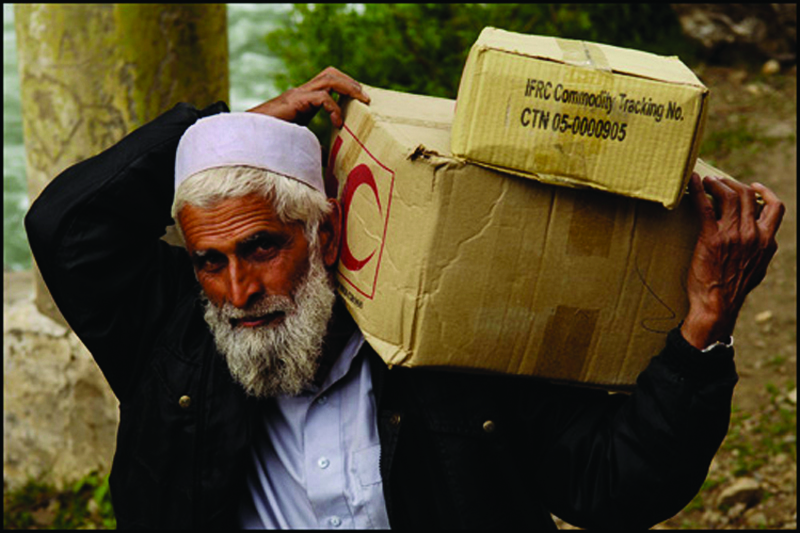 IFRC Commodity Tracking No.
CTN 05-0000905